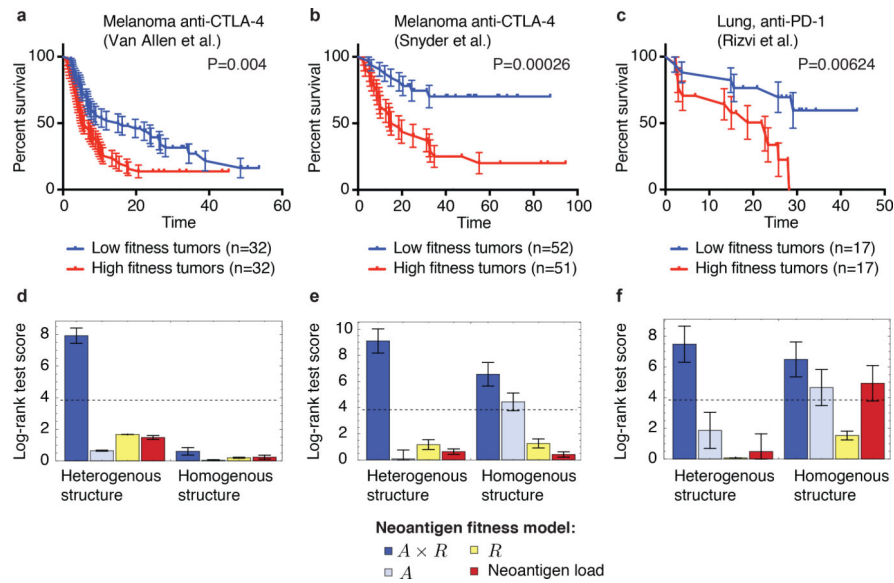 a
Melanoma anti-CTLA-4
(Van Allen et al.)
P=0.004
Percent survival
100
50
0
0 20 40 60
Time
Low fitness tumors (n=32)
High fitness tumors (n=32)
b
Melanoma anti-CTLA-4
(Snyder et al.)
P=0.00026
Percent survival
100
50
0
0 20 40 60 80 100
Time
Low fitness tumors (n=52)
High fitness tumors (n=51)
c
Lung, anti-PD-1
(Rizvi et al.)
P=0.00624
Percent survival
100
50
0
0 10 20 30 40 50
Time
Low fitness tumors (n=17)
High fitness tumors (n=17)
d
Log-rank test score
8
6
4
2
0
Heterogenous structure
Homogenous structure
e
Log-rank test score
10
8
6
4
2
0
Heterogenous structure
Homogenous structure
f
Log-rank test score
8
6
4
2
0
Heterogenous structure
Homogenous structure
Neoantigen fitness model:
A × R
R
A
Neoantigen load